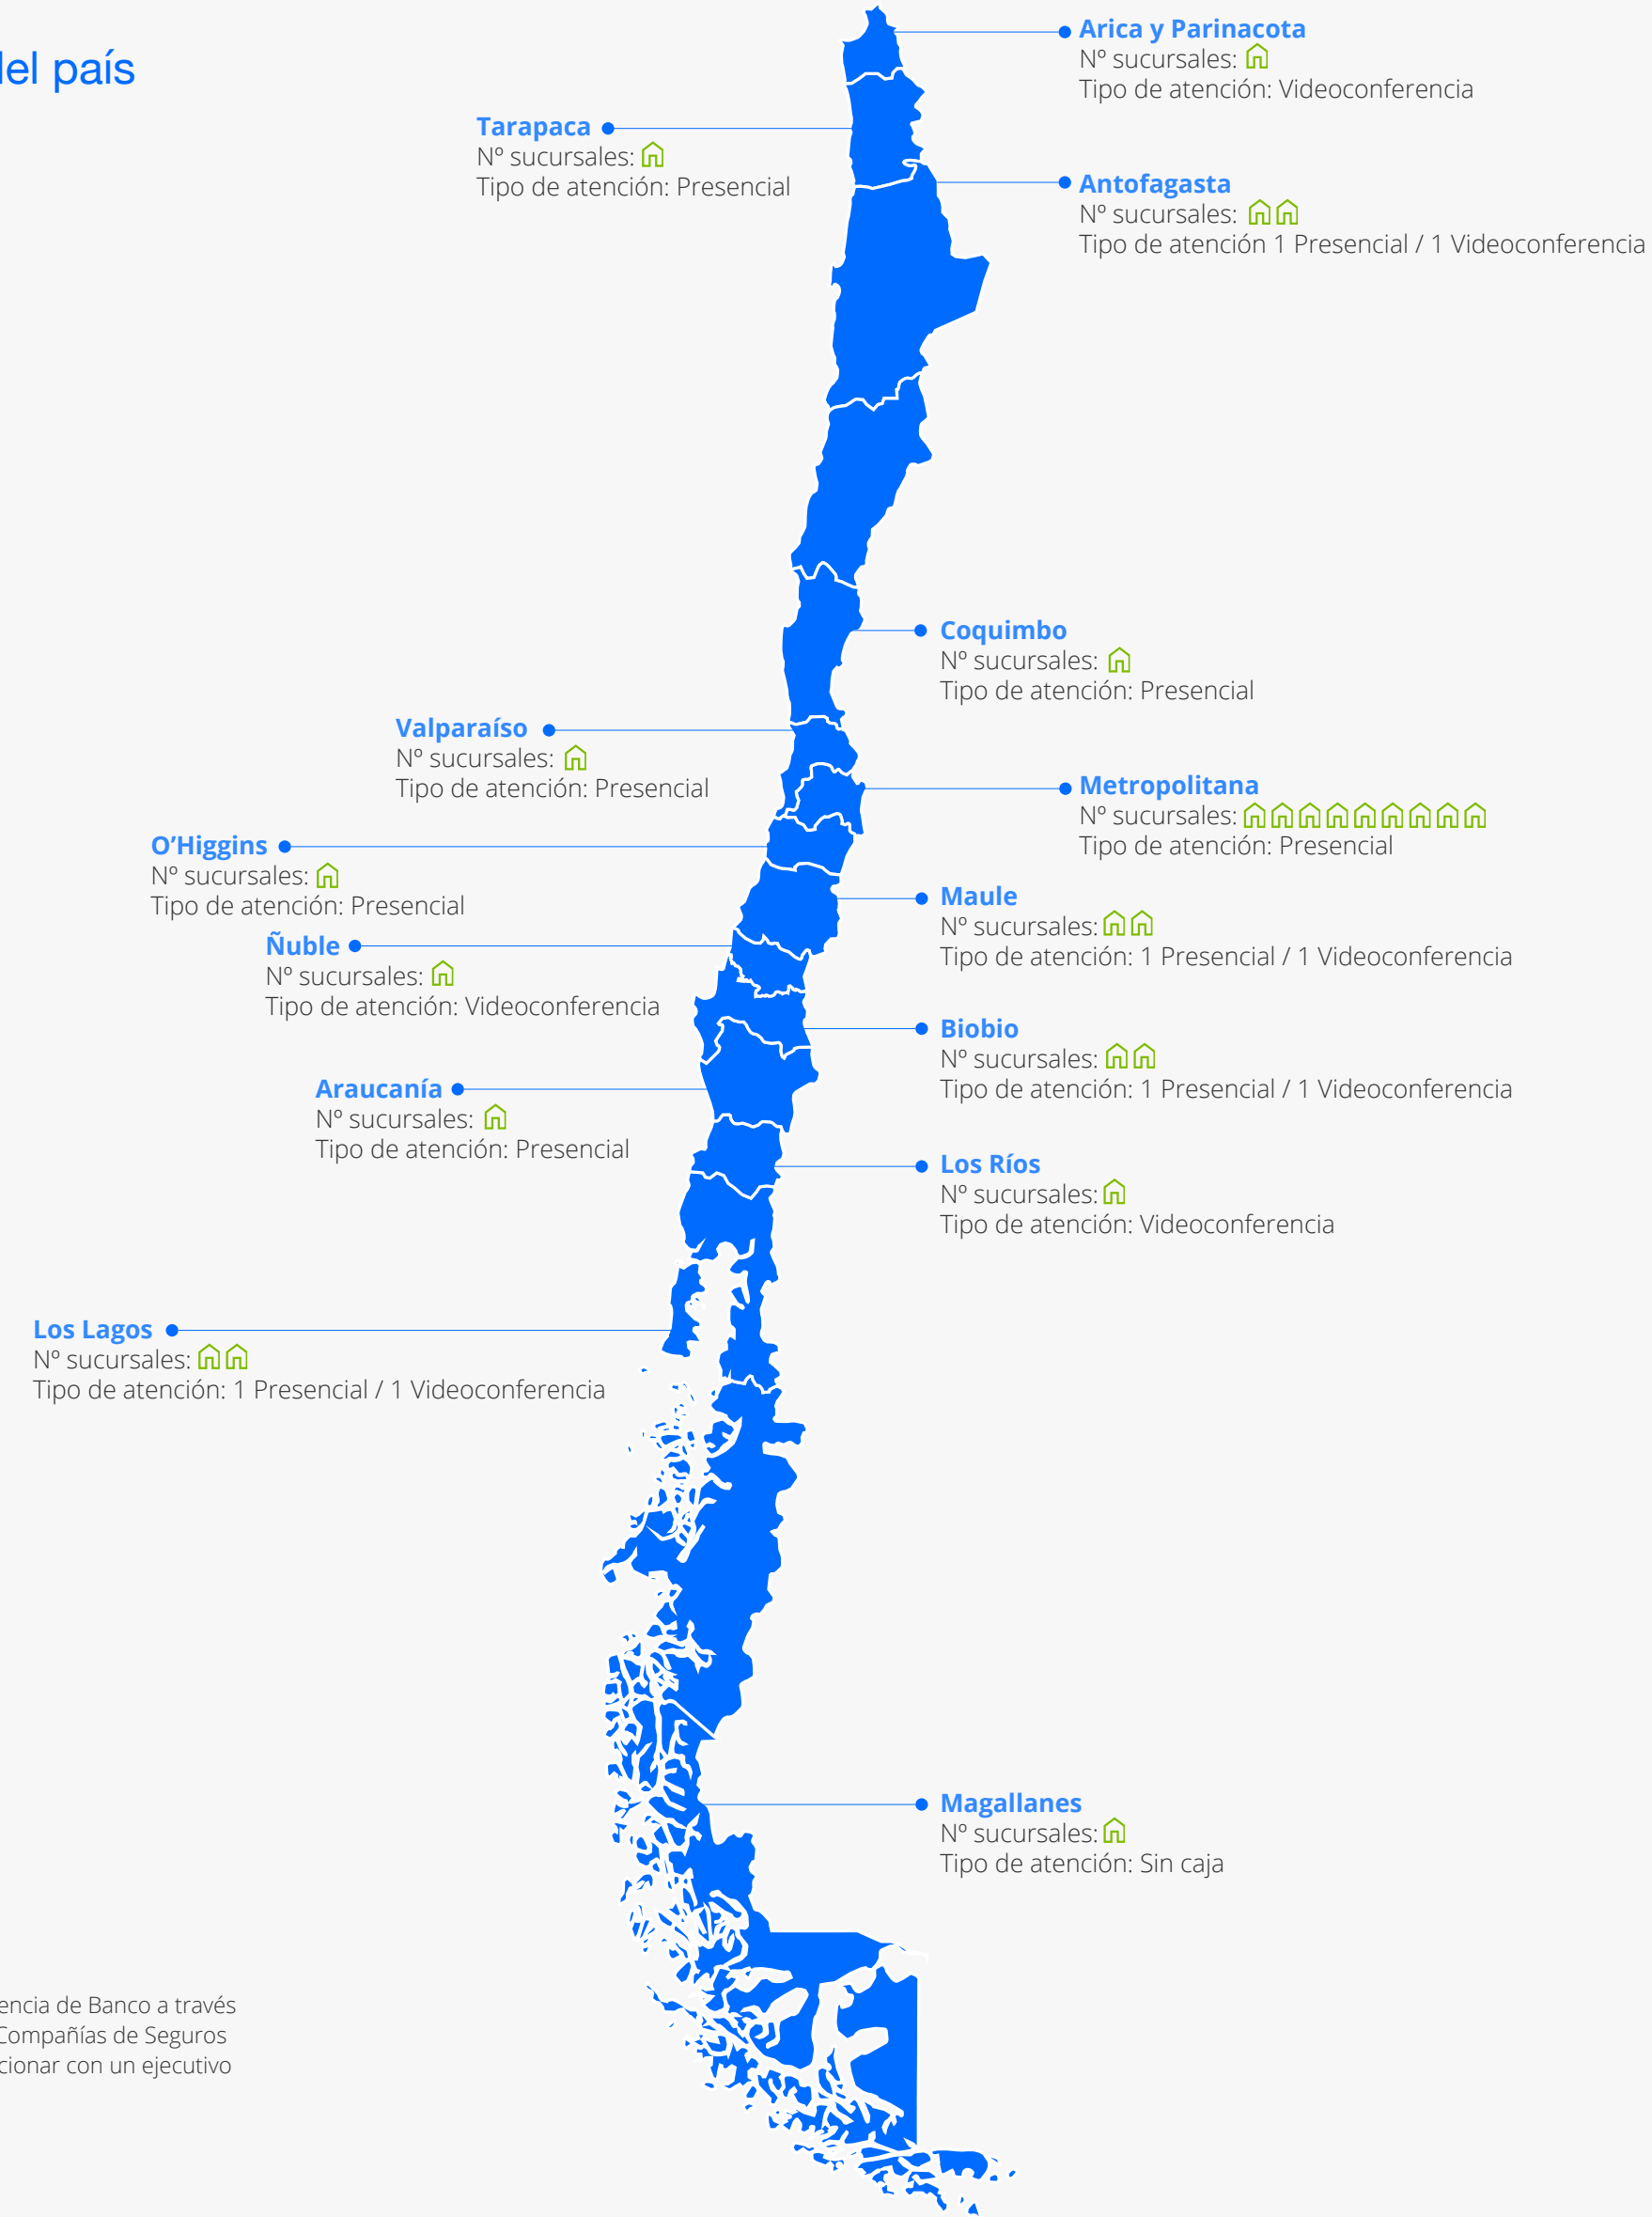 del país
Arica y Parinacota
Nº sucursales:
Tipo de atención: Videoconferencia
Tarapaca
Nº sucursales:
Tipo de atención: Presencial
Antofagasta
Nº sucursales:
Tipo de atención 1 Presencial / 1 Videoconferencia
Coquimbo
Nº sucursales:
Tipo de atención: Presencial
Valparaíso
Nº sucursales:
Tipo de atención: Presencial
Metropolitana
Nº sucursales:
Tipo de atención: Presencial
O’Higgins
Nº sucursales:
Tipo de atención: Presencial
Maule
Nº sucursales:
Tipo de atención: 1 Presencial / 1 Videoconferencia
Ñuble
Nº sucursales:
Tipo de atención: Videoconferencia
Biobio
Nº sucursales:
Tipo de atención: 1 Presencial / 1 Videoconferencia
Araucanía
Nº sucursales:
Tipo de atención: Presencial
Los Ríos
Nº sucursales:
Tipo de atención: Videoconferencia
Los Lagos
Nº sucursales:
Tipo de atención: 1 Presencial / 1 Videoconferencia
Magallanes
Nº sucursales:
Tipo de atención: Sin caja
encia de Banco a través
Compañías de Seguros
cionar con un ejecutivo